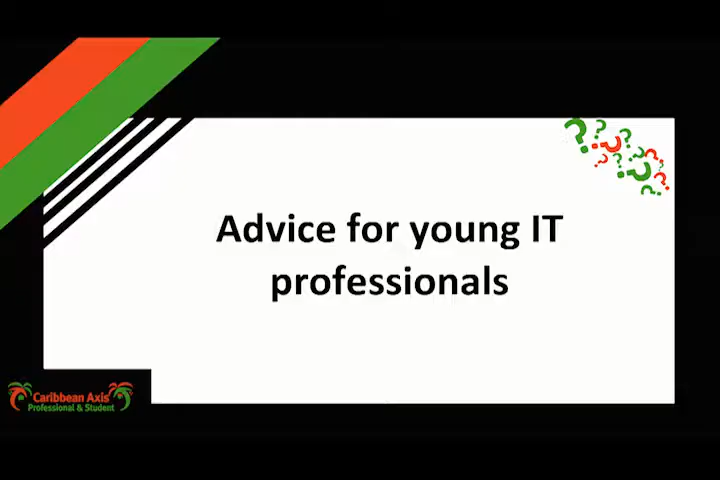 Advice for young IT
professionals
Caribbean Axis
Professional & Student